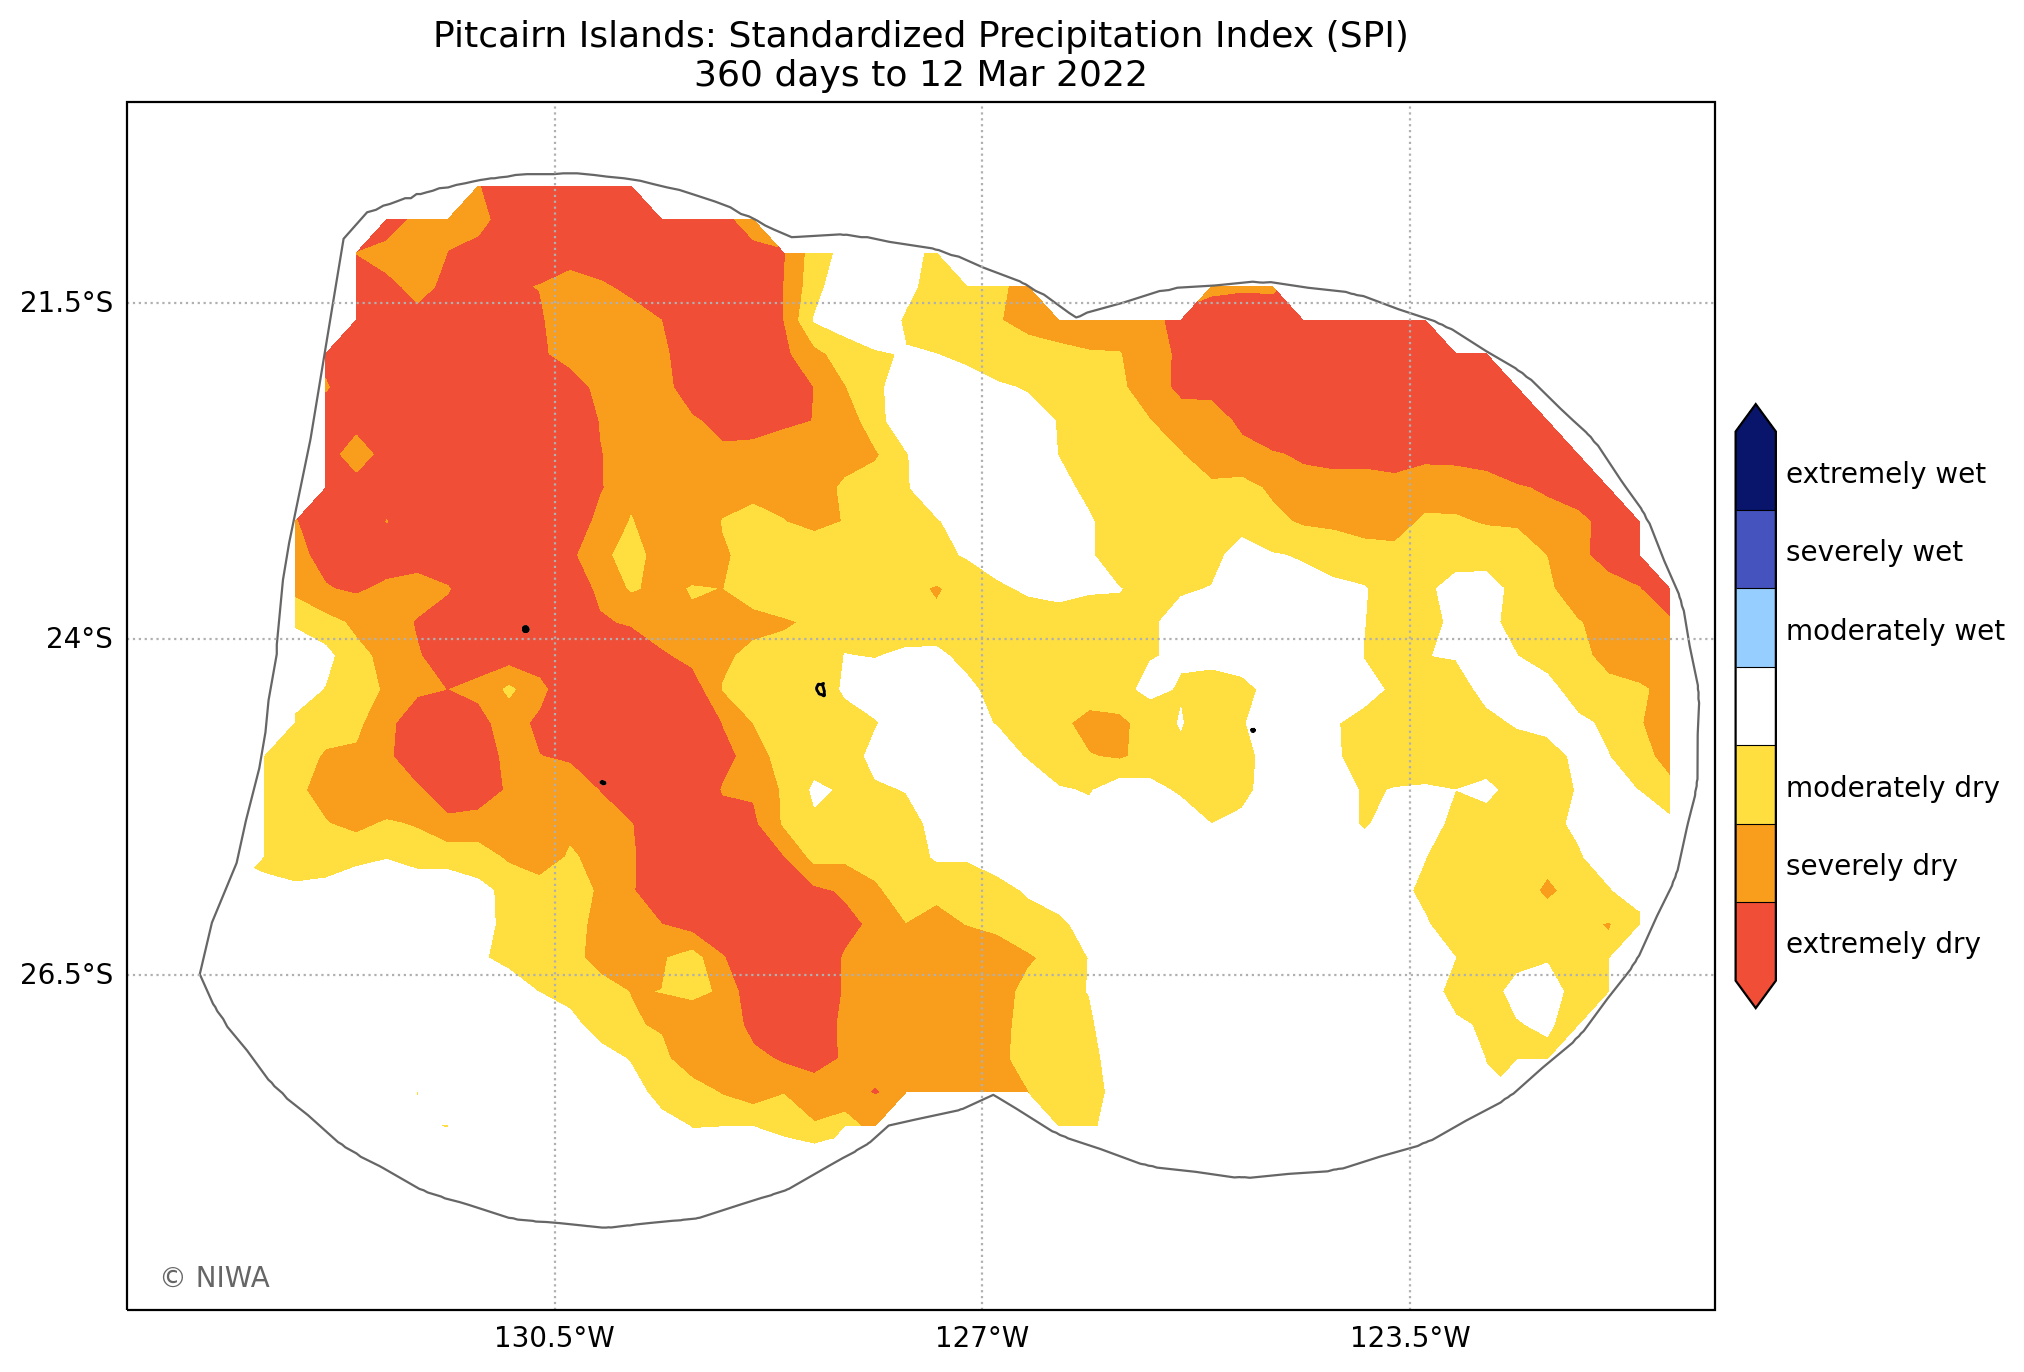 Pitcairn Islands: Standardized Precipitation Index (SPI)
360 days to 12 Mar 2022
21.5°S
24°S
26.5°S
130.5°W
127°W
123.5°W
extremely wet
severely wet
moderately wet
moderately dry
severely dry
extremely dry
© NIWA